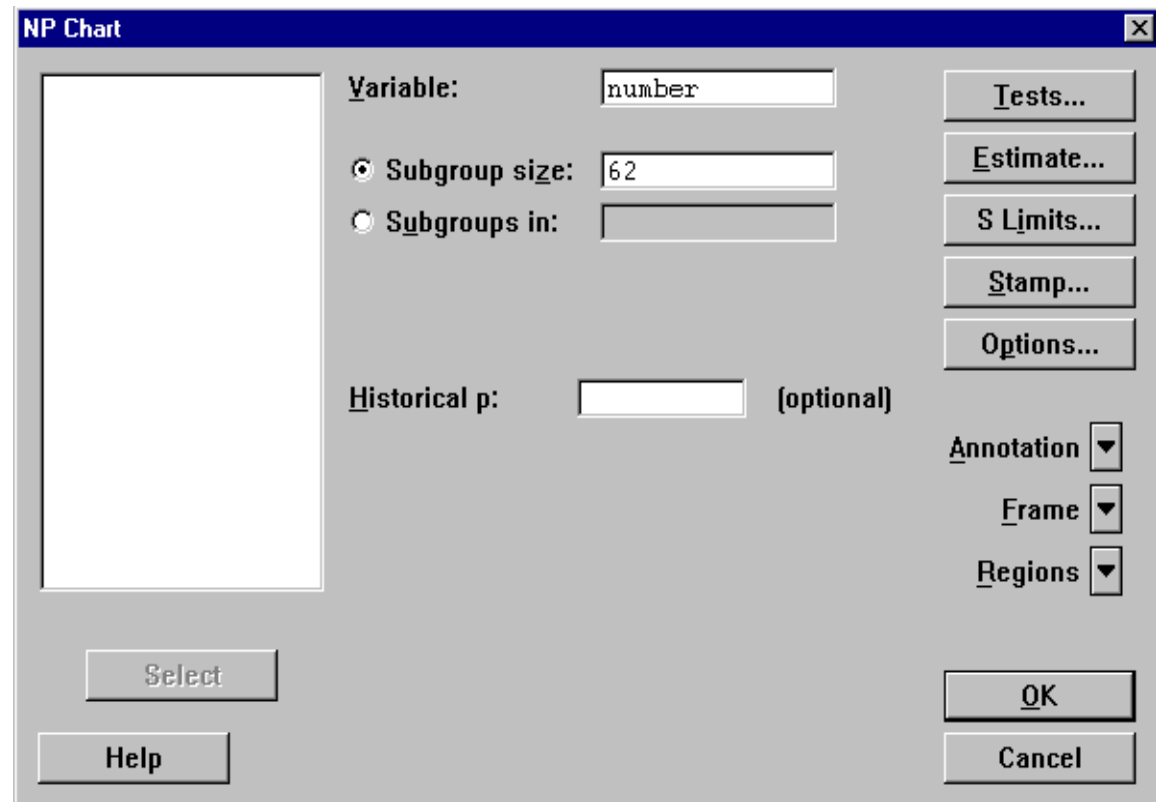 NP Chart
Variable: number
Tests...
Subgroup size: 62
Estimate...
Subgroups in:
S Limits...
Stamp...
Options...
Historical p: (optional)
Annotation
Frame
Regions
Select
OK
Help
Cancel